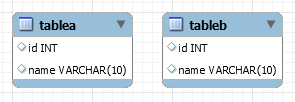 tablea
id INT
name VARCHAR(10)
tableb
id INT
name VARCHAR(10)